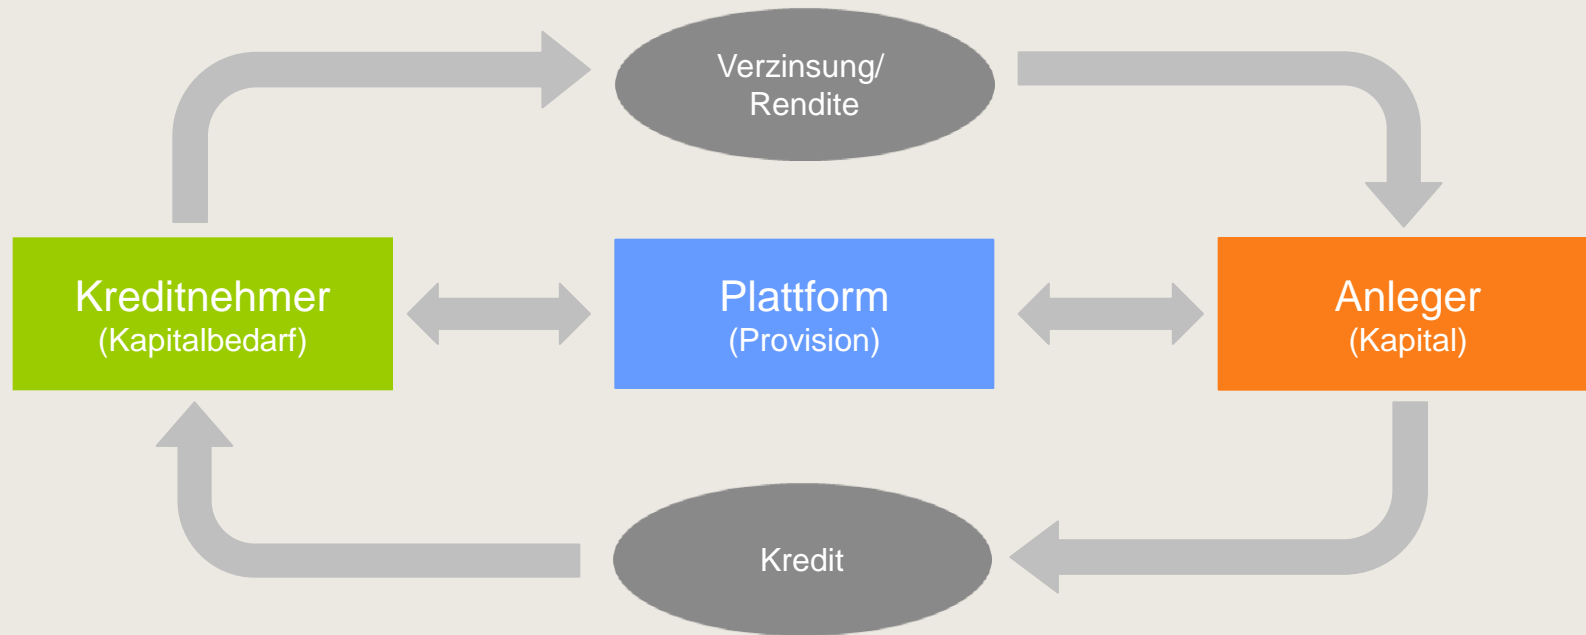 Verzinsung/
Rendite
Kreditnehmer
(Kapitalbedarf)
Plattform
(Provision)
Anleger
(Kapital)
Kredit